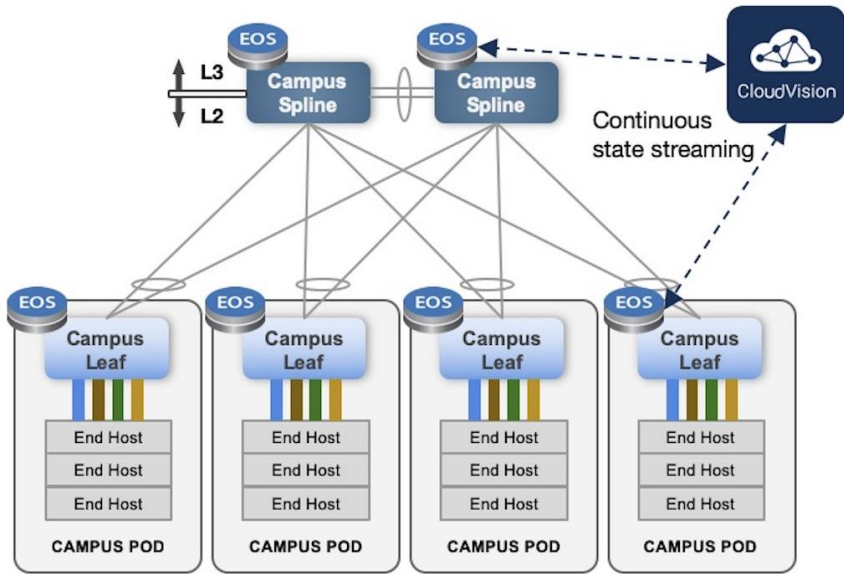 EOS
EOS
Campus
Spline
Campus
Spline
L3
L2
CloudVision
Continuous
state streaming
EOS
EOS
EOS
EOS
Campus
Leaf
Campus
Leaf
Campus
Leaf
Campus
Leaf
End Host
End Host
End Host
End Host
End Host
End Host
End Host
End Host
End Host
End Host
End Host
End Host
CAMPUS POD
CAMPUS POD
CAMPUS POD
CAMPUS POD